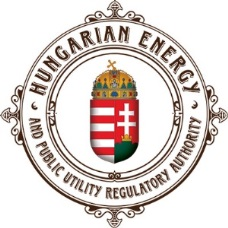 · HUNGARIAN ENERGY ·
AND PUBLIC UTILITY REGULATORY AUTHORITY